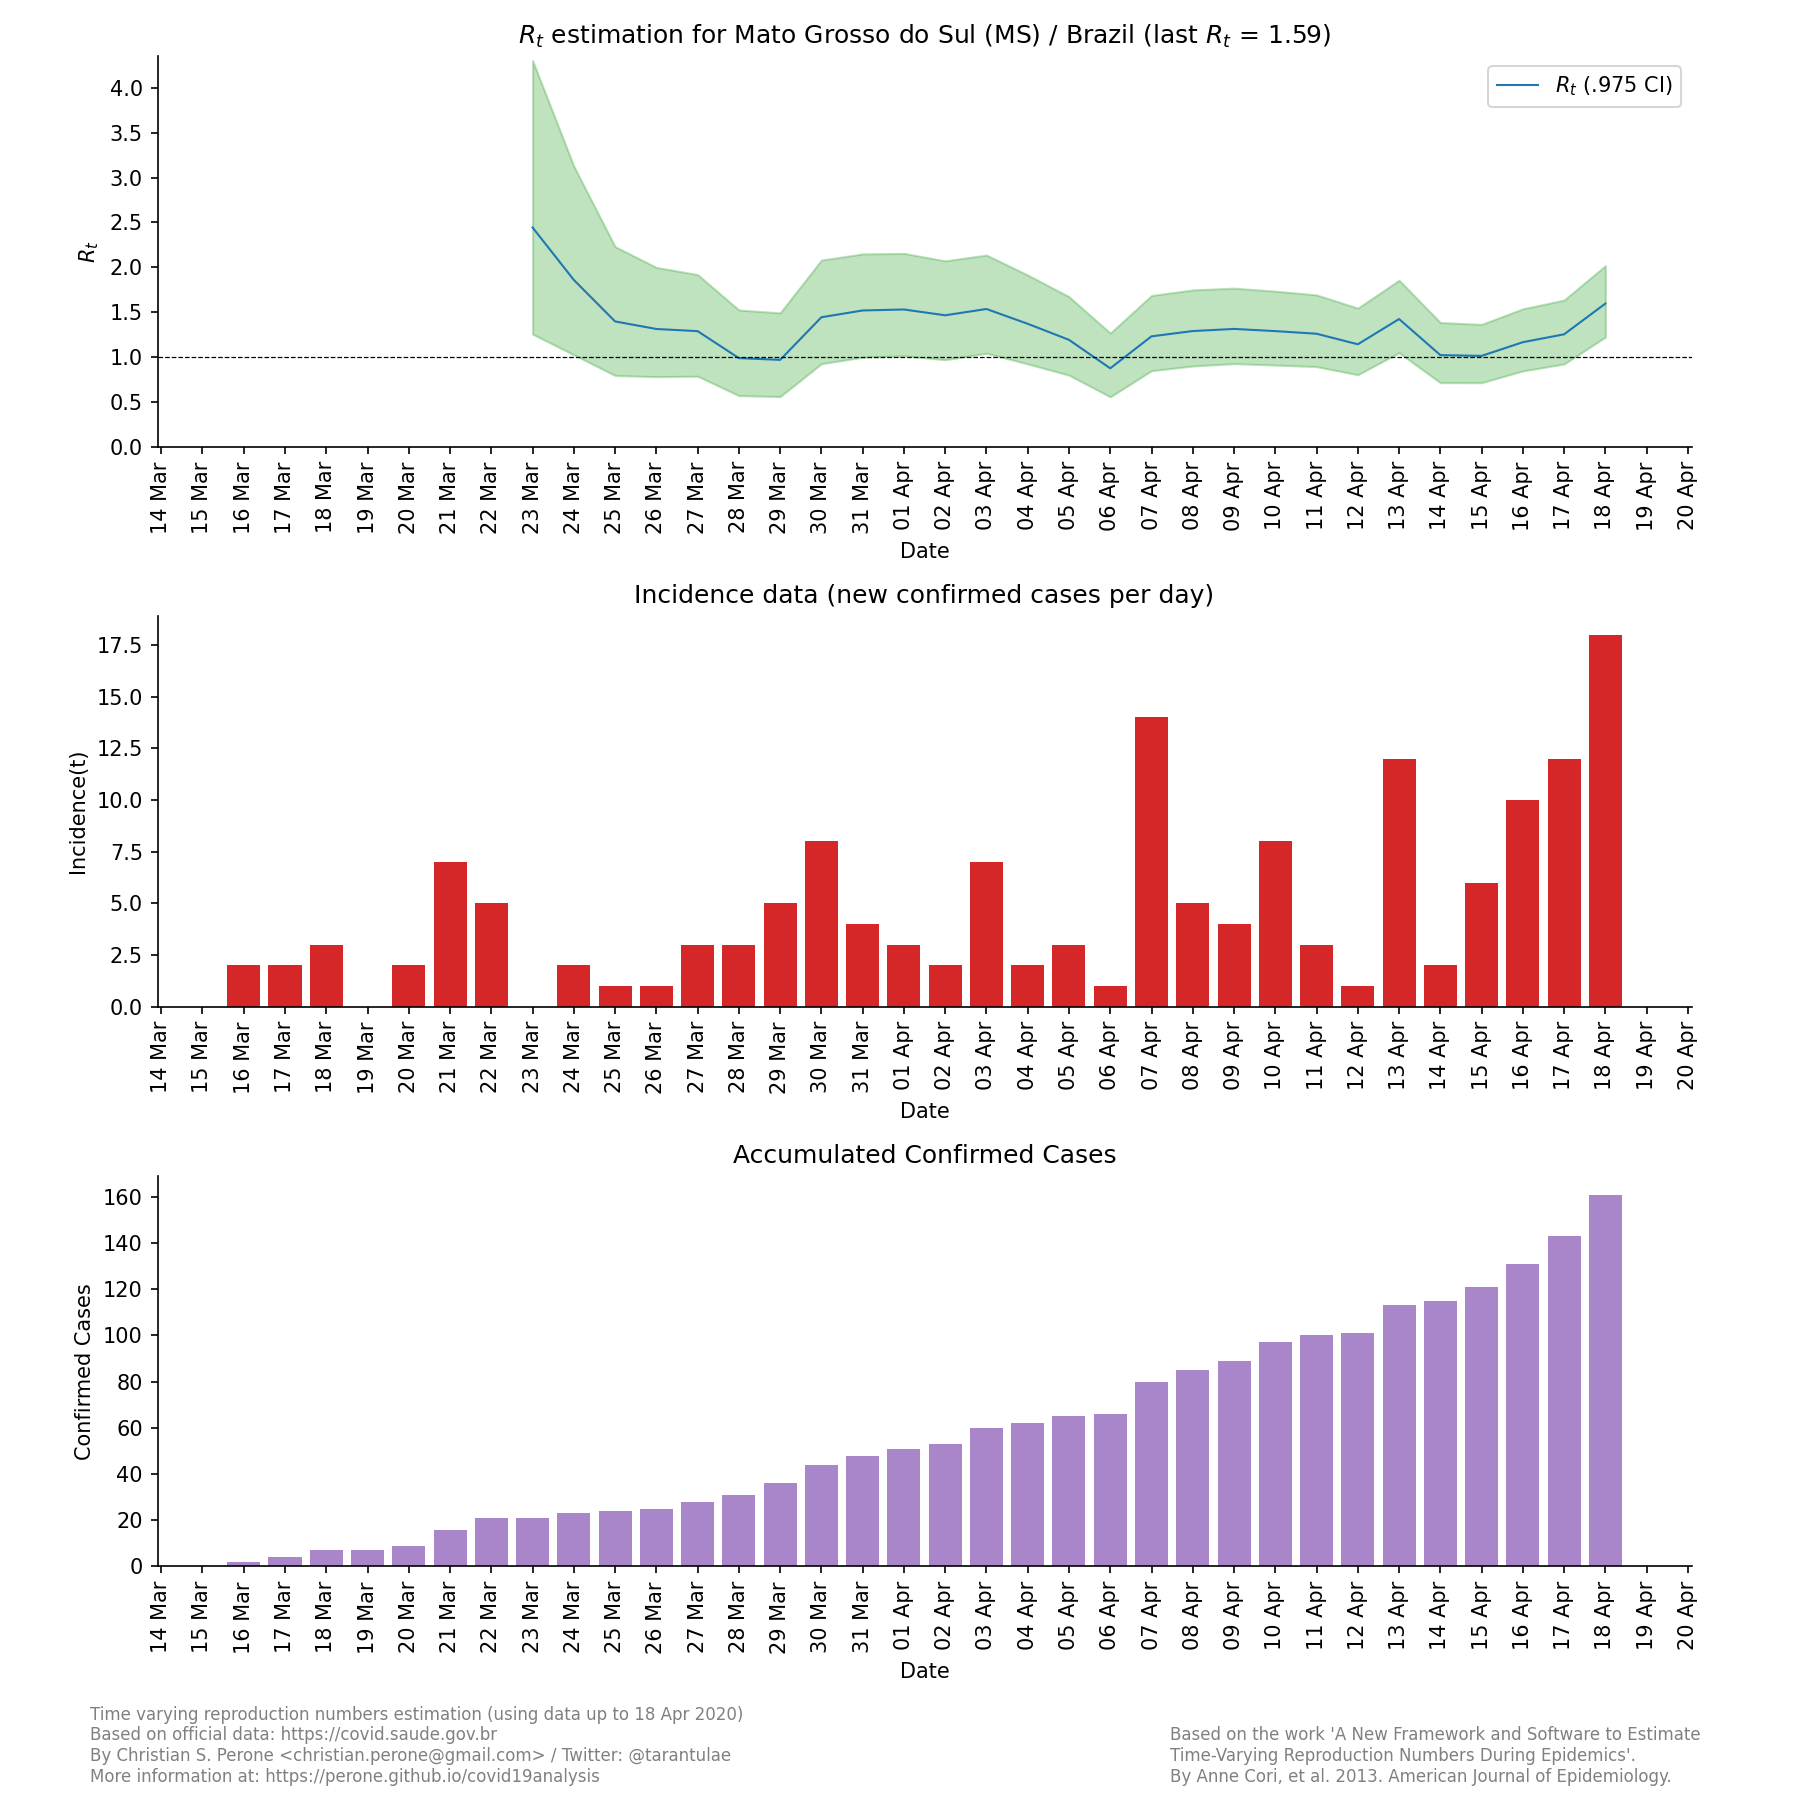 R_t estimation for Mato Grosso do Sul (MS) / Brazil (last R_t = 1.59)
R_t (.975 CI)
4.0
3.5
3.0
2.5
2.0
1.5
1.0
0.5
0.0
R_t
14 Mar 15 Mar 16 Mar 17 Mar 18 Mar 19 Mar 20 Mar 21 Mar 22 Mar 23 Mar 24 Mar 25 Mar 26 Mar 27 Mar 28 Mar 29 Mar 30 Mar 31 Mar 01 Apr 02 Apr 03 Apr 04 Apr 05 Apr 06 Apr 07 Apr 08 Apr 09 Apr 10 Apr 11 Apr 12 Apr 13 Apr 14 Apr 15 Apr 16 Apr 17 Apr 18 Apr 19 Apr 20 Apr
Date
Incidence data (new confirmed cases per day)
17.5
15.0
12.5
10.0
7.5
5.0
2.5
0.0
Incidence(t)
14 Mar 15 Mar 16 Mar 17 Mar 18 Mar 19 Mar 20 Mar 21 Mar 22 Mar 23 Mar 24 Mar 25 Mar 26 Mar 27 Mar 28 Mar 29 Mar 30 Mar 31 Mar 01 Apr 02 Apr 03 Apr 04 Apr 05 Apr 06 Apr 07 Apr 08 Apr 09 Apr 10 Apr 11 Apr 12 Apr 13 Apr 14 Apr 15 Apr 16 Apr 17 Apr 18 Apr 19 Apr 20 Apr
Date
Accumulated Confirmed Cases
160
140
120
100
80
60
40
20
0
Confirmed Cases
14 Mar 15 Mar 16 Mar 17 Mar 18 Mar 19 Mar 20 Mar 21 Mar 22 Mar 23 Mar 24 Mar 25 Mar 26 Mar 27 Mar 28 Mar 29 Mar 30 Mar 31 Mar 01 Apr 02 Apr 03 Apr 04 Apr 05 Apr 06 Apr 07 Apr 08 Apr 09 Apr 10 Apr 11 Apr 12 Apr 13 Apr 14 Apr 15 Apr 16 Apr 17 Apr 18 Apr 19 Apr 20 Apr
Date
Time varying reproduction numbers estimation (using data up to 18 Apr 2020)
Based on official data: https://covid.saude.gov.br
By Christian S. Perone <christian.perone@gmail.com> / Twitter: @tarantulae
More information at: https://perone.github.io/covid19analysis
Based on the work 'A New Framework and Software to Estimate
Time-Varying Reproduction Numbers During Epidemics'.
By Anne Cori, et al. 2013. American Journal of Epidemiology.